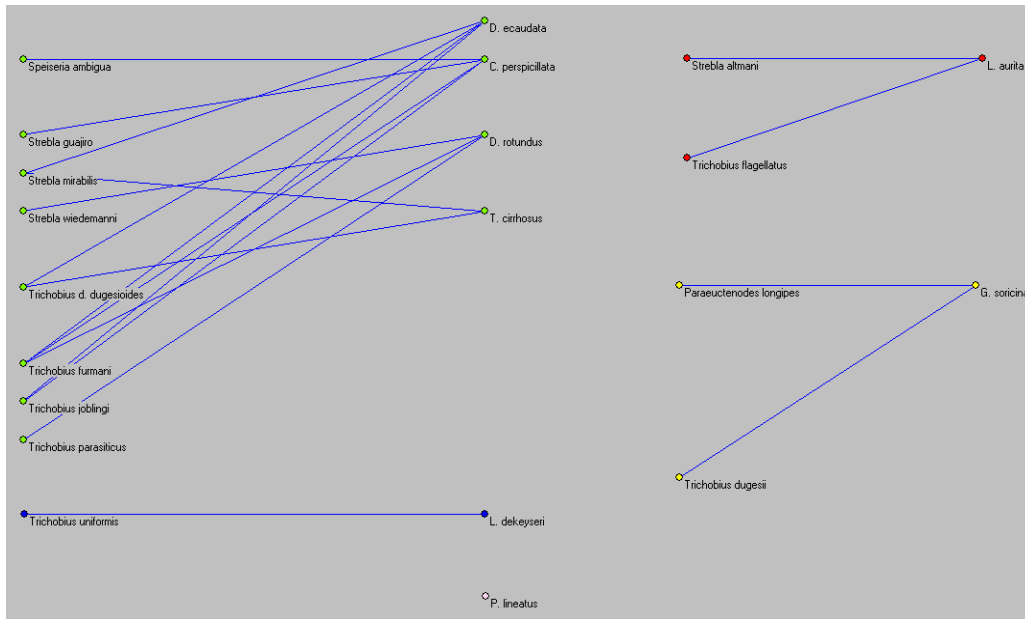 D. ecaudata
Speiseria ambigua
C. perspicillata
Strebla altmani
L. aurita
Strebla guajiro
D. rotundus
Trichobius flagellatus
Strebla mirabilis
Strebla wiedemanni
T. cirrhosus
Trichobius d. dugesioides
Paraeuctenodes longipes
G. soricina
Trichobius furmani
Trichobius joblingi
Trichobius parasiticus
Trichobius dugesii
Trichobius uniformis
L. dekeyseri
P. lineatus